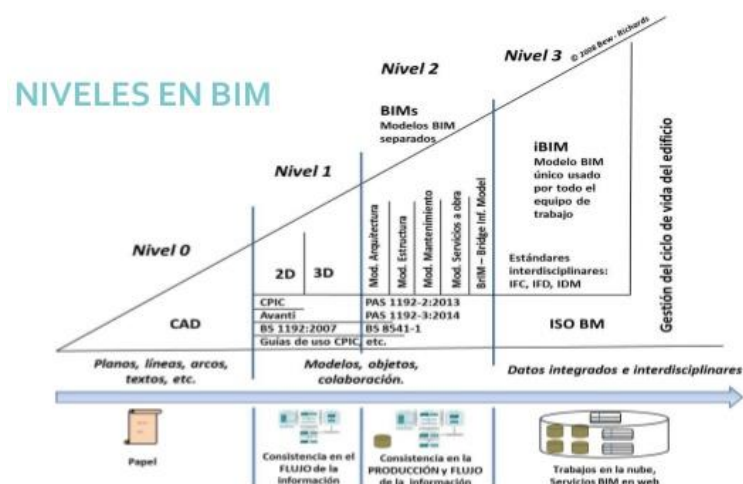 NIVELES EN BIM
Nivel 0
Nivel 1
Nivel 2
Nivel 3
© 2008 Bew - Richards
BIMs
Modelos BIM
separados
iBIM
Modelo BIM
único usado
por todo el
equipo de
trabajo
2D
3D
Mod. Arquitectura
Mod. Estructura
Mod. Mantenimiento
Mod. Servicios a obra
BrIM – Bridge Inf. Model
Estándares
interdisciplinares:
IFC, IFD, IDM
Gestión del ciclo de vida del edificio
CAD
CPIC
Avanti
BS 1192:2007
Guias de uso CPIC, etc.
PAS 1192-2:2013
PAS 1192-3:2014
BS 8541-1
ISO BM
Planos, líneas, arcos,
textos, etc.
Modelos, objetos,
colaboración.
Datos integrados e interdisciplinares
Papel
Consistencia en el
FLUJO de la
información
Consistencia en la
PRODUCCIÓN y FLUJO
de la información
Trabajos en la nube,
Servicios BIM en web